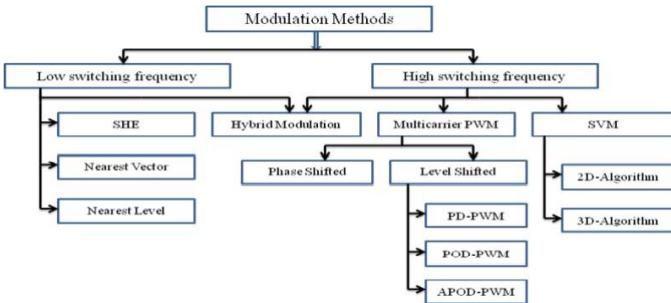 Modulation Methods
Low switching frequency
High switching frequency
SHE
Hybrid Modulation
Multicarrier PWM
SVM
Nearest Vector
Phase Shifted
Level Shifted
2D-Algorithm
Nearest Level
PD-PWM
3D-Algorithm
POD-PWM
APOD-PWM